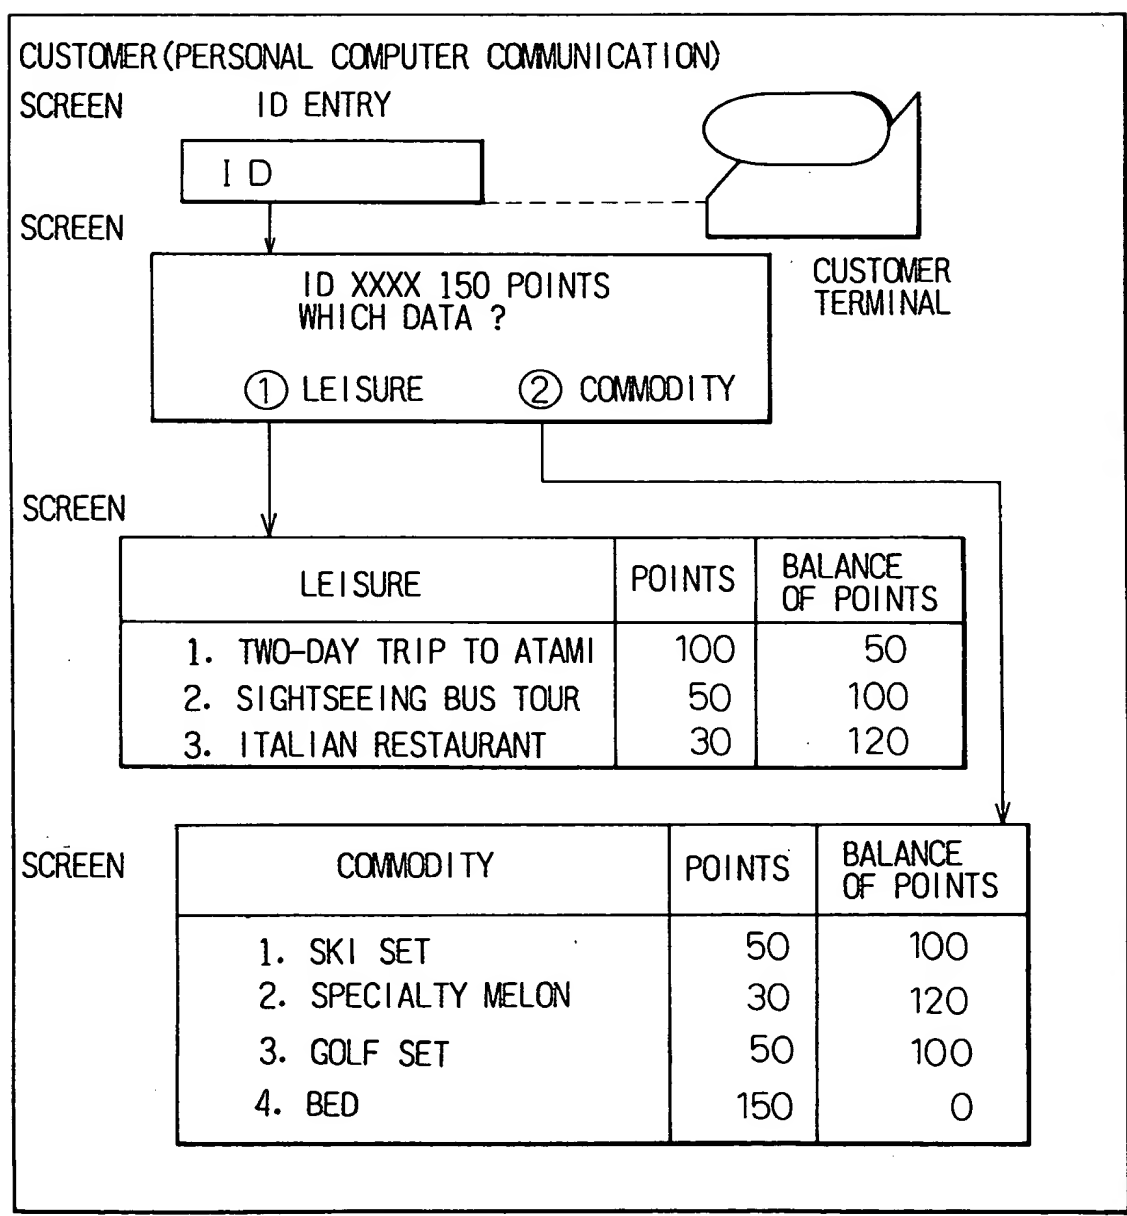 CUSTOMER (PERSONAL COMPUTER COMMUNICATION)
SCREEN ID ENTRY
ID
SCREEN
ID XXXX 150 POINTS
WHICH DATA ?
① LEISURE ② COMMODITY
CUSTOMER
TERMINAL
SCREEN
LEISURE POINTS BALANCE OF POINTS
1. TWO-DAY TRIP TO ATAMI 100 50
2. SIGHTSEEING BUS TOUR 50 100
3. ITALIAN RESTAURANT 30 120
SCREEN
COMMODITY POINTS BALANCE OF POINTS
1. SKI SET 50 100
2. SPECIALTY MELON 30 120
3. GOLF SET 50 100
4. BED 150 0